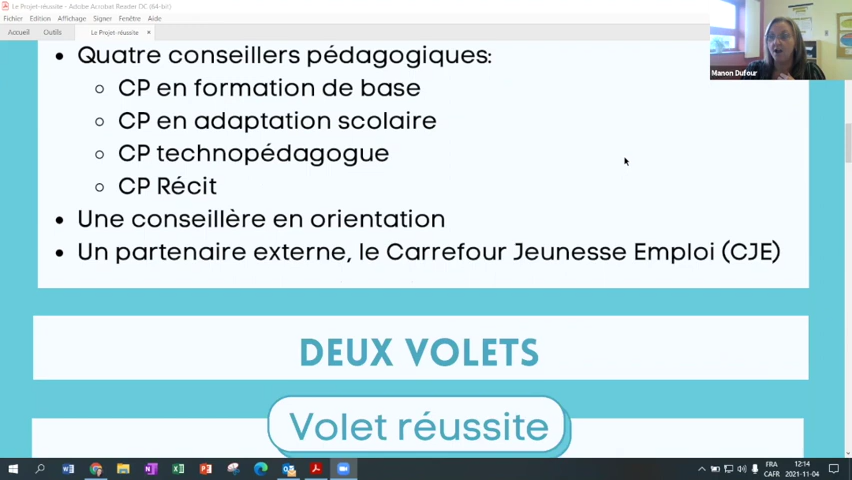 Le Projet-réussite - Adobe Acrobat Reader DC (64-bit)
Fichier Edition Affichage Signer Fenêtre Aide
Accueil Outils Le Projet-réussite ×
Manon Dufour
• Quatre conseillers pédagogiques:
○ CP en formation de base
○ CP en adaptation scolaire
○ CP technopédagogue
○ CP Récit
• Une conseillère en orientation
• Un partenaire externe, le Carrefour Jeunesse Emploi (CJE)
DEUX VOLETS
Volet réussite
FRA
CAFR
12:14
2021-11-04